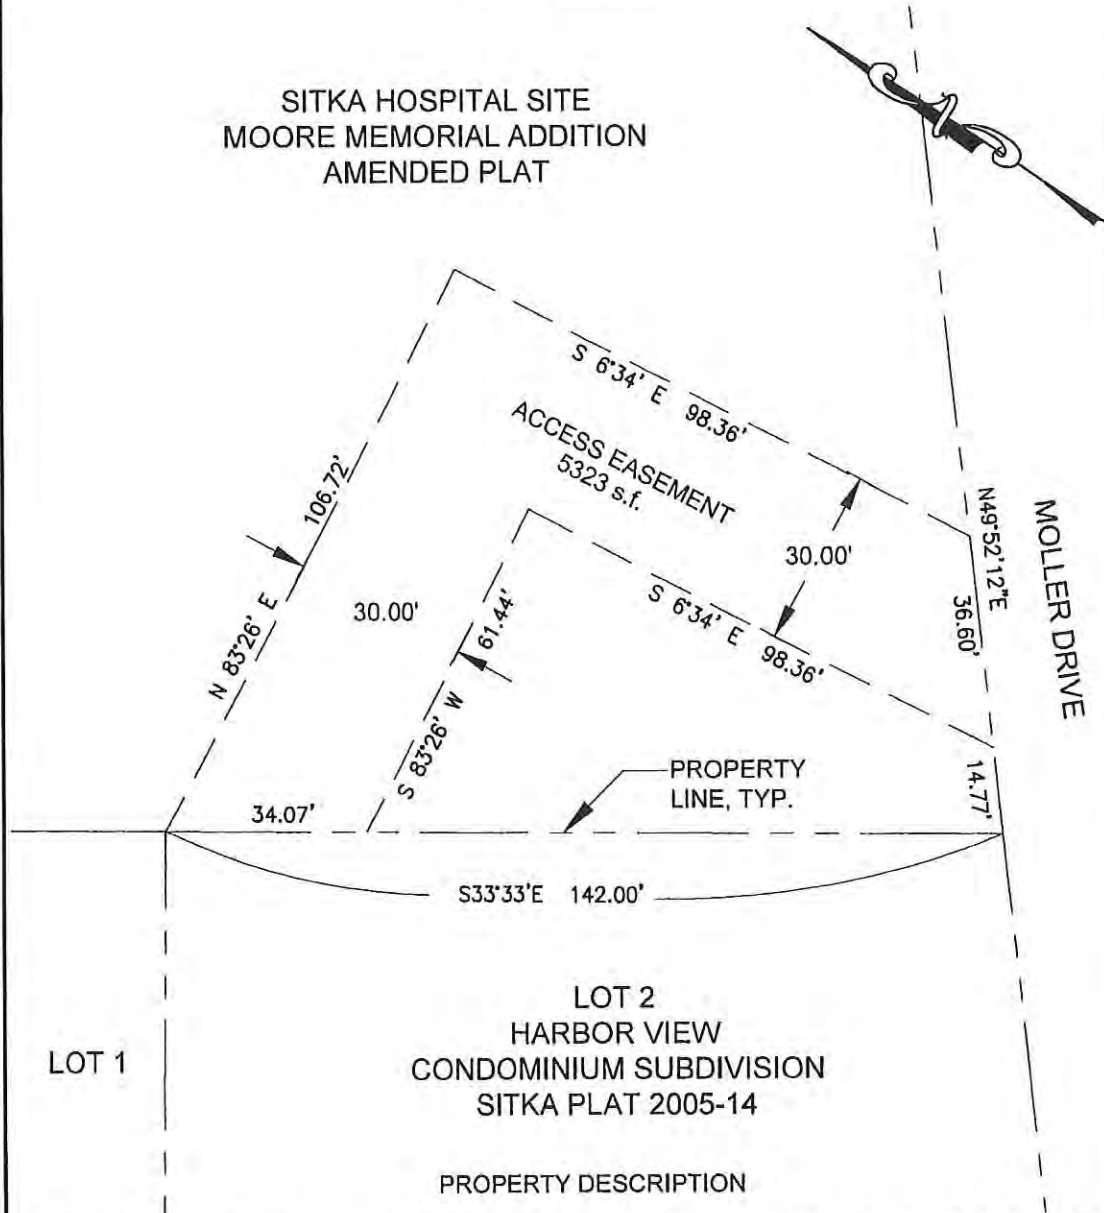 SITKA HOSPITAL SITE
MOORE MEMORIAL ADDITION
AMENDED PLAT
S 6°34' E 98.36'
ACCESS EASEMENT
5323 s.f.
106.72'
N 83°26' E
30.00'
61.44'
S 83°26' W
30.00'
S 6°34' E 98.36'
N49°52'12"E
36.60'
MOLLER DRIVE
14.77'
PROPERTY
LINE, TYP.
34.07'
S33°33'E 142.00'
LOT 1
LOT 2
HARBOR VIEW
CONDOMINIUM SUBDIVISION
SITKA PLAT 2005-14
PROPERTY DESCRIPTION